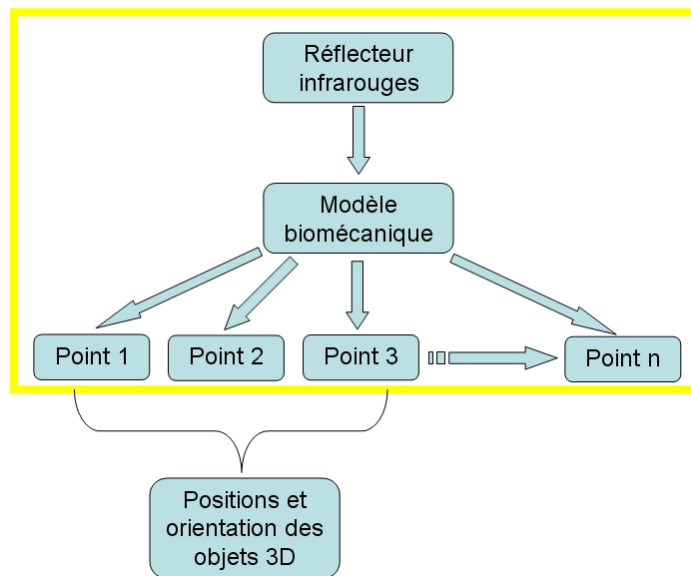 Réflecteur
infrarouges
Modèle
biomécanique
Point 1
Point 2
Point 3
Point n
Positions et
orientation des
objets 3D